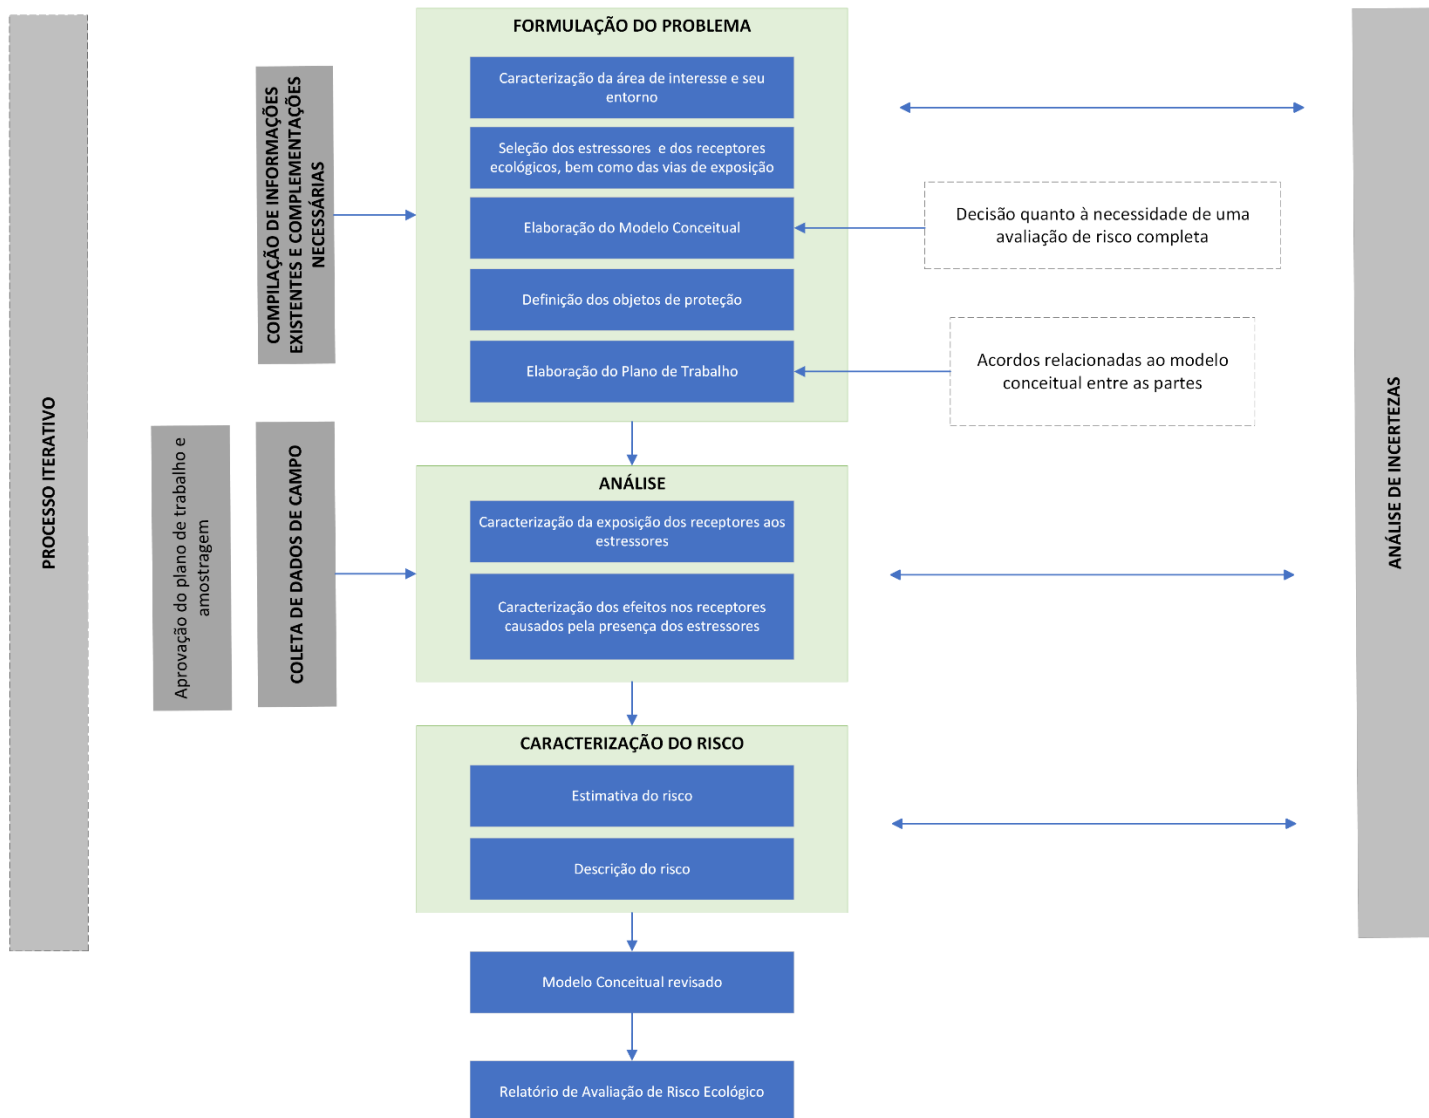 FORMULAÇÃO DO PROBLEMA
Caracterização da área de interesse e seu
entorno
Seleção dos estressores e dos receptores
ecológicos, bem como das vias de exposição
Elaboração do Modelo Conceitual
Definição dos objetos de proteção
Elaboração do Plano de Trabalho
COMPILAÇÃO DE INFORMAÇÕES
EXISTENTES E COMPLEMENTAÇÕES
NECESSÁRIAS
Decisão quanto à necessidade de uma
avaliação de risco completa
Acordos relacionadas ao modelo
conceitual entre as partes
PROCESSO ITERATIVO
ANÁLISE DE INCERTEZAS
Aprovação do plano de trabalho e
amostragem
COLETA DE DADOS DE CAMPO
ANÁLISE
Caracterização da exposição dos receptores aos
estressores
Caracterização dos efeitos nos receptores
causados pela presença dos estressores
CARACTERIZAÇÃO DO RISCO
Estimativa do risco
Descrição do risco
Modelo Conceitual revisado
Relatório de Avaliação de Risco Ecológico